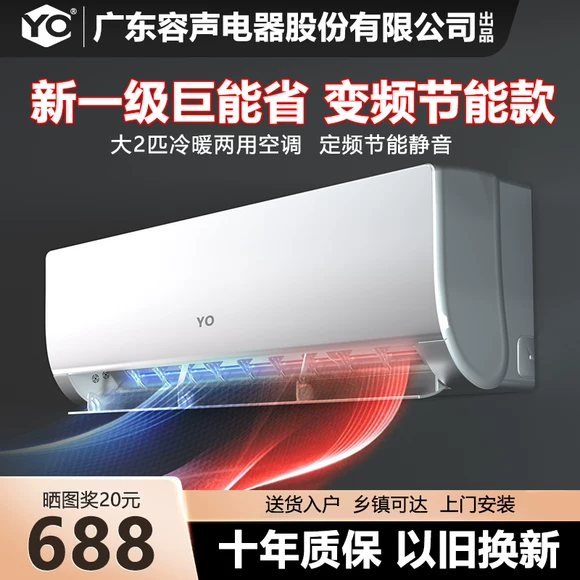 YO 广东容声电器股份有限公司出品
新一级巨能省 变频节能款
大2匹冷暖两用空调 定频节能静音
YO
晒图奖20元
688
送货入户 乡镇可达 上门安装
十年质保 以旧换新